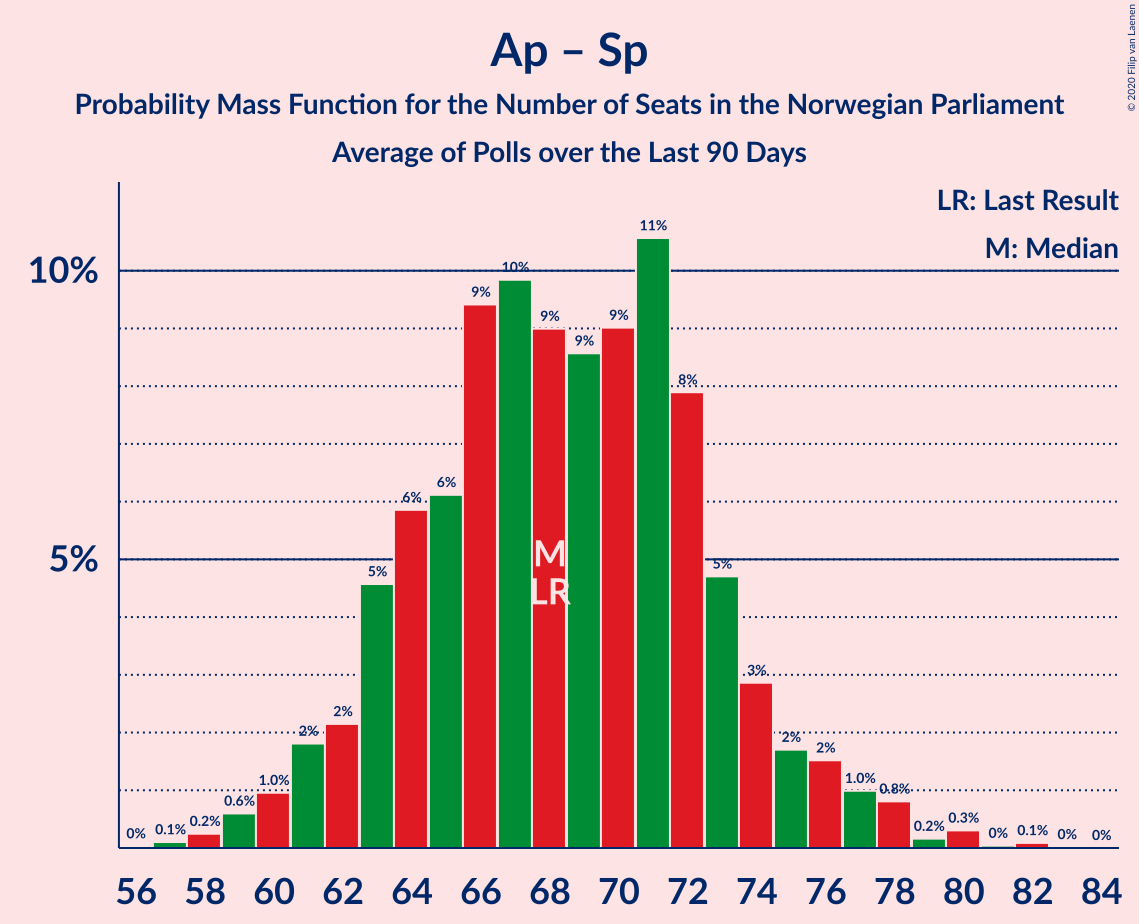 Ap – Sp
Probability Mass Function for the Number of Seats in the Norwegian Parliament
Average of Polls over the Last 90 Days
© 2020 Filip van Laenen
LR: Last Result
M: Median
10%
5%
0% 0.1% 0.2% 0.6% 1.0% 2% 2% 5% 6% 6% 9% 10% 9% 9% 9% 11% 8% 5% 3% 2% 2% 1.0% 0.8% 0.2% 0.3% 0% 0.1% 0% 0%
M
LR
56 58 60 62 64 66 68 70 72 74 76 78 80 82 84